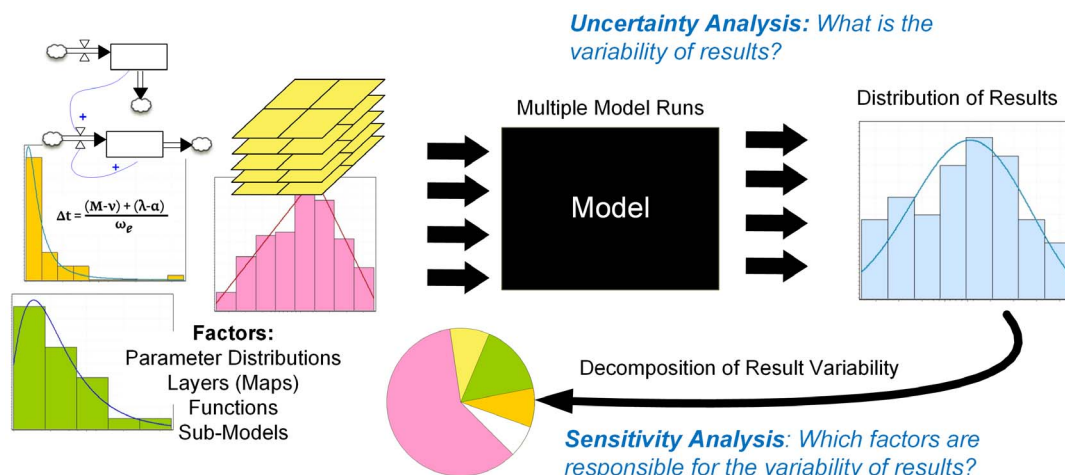 Uncertainty Analysis: What is the
variability of results?
Multiple Model Runs
Distribution of Results
+
+
Δt = (M-ν) + (λ-α)
ωe
Model
Factors:
Parameter Distributions
Layers (Maps)
Functions
Sub-Models
Decomposition of Result Variability
Sensitivity Analysis: Which factors are
responsible for the variability of results?